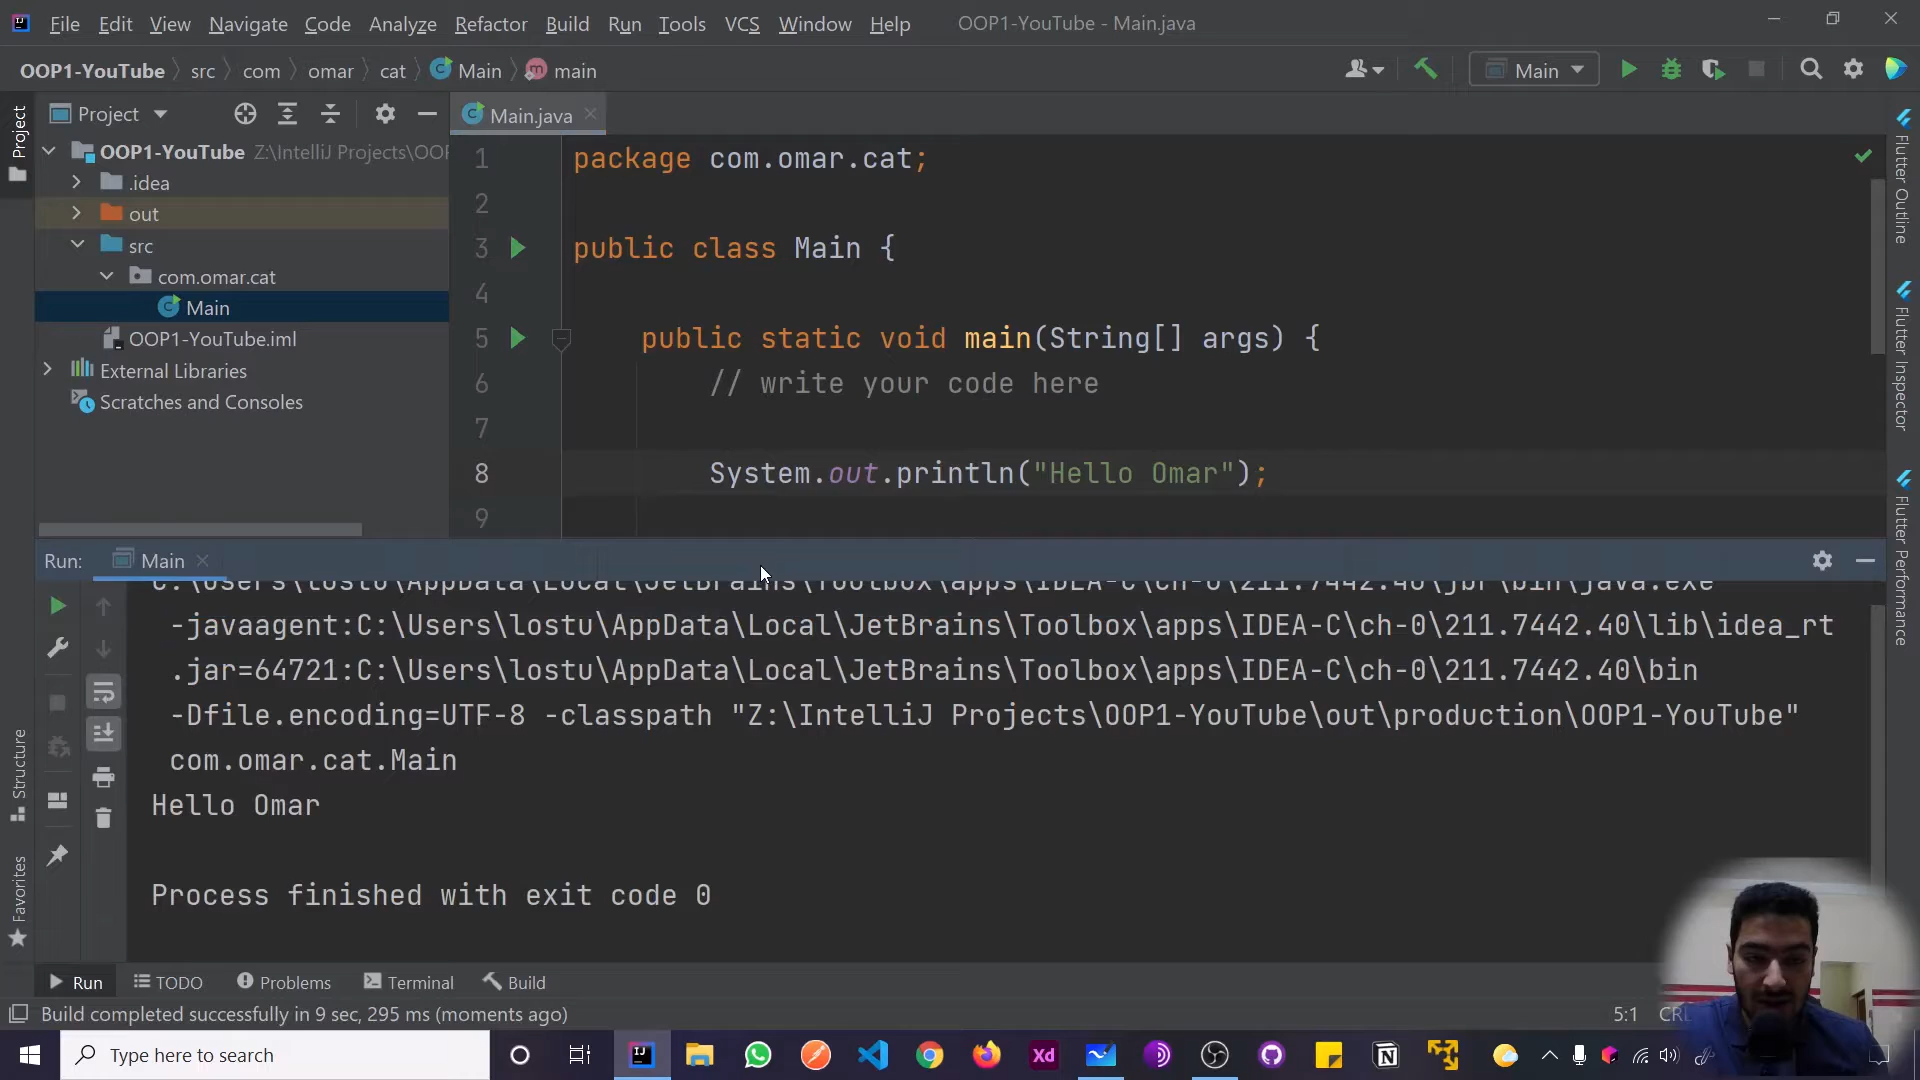 File Edit View Navigate Code Analyze Refactor Build Run Tools VCS Window Help OOP1-YouTube - Main.java
OOP1-YouTube src com omar cat Main main Main
Project Main.java
Project
OOP1-YouTube Z:\IntelliJ Projects\OOP
.idea
out
src
com.omar.cat
Main
OOP1-YouTube.iml
External Libraries
Scratches and Consoles
1 package com.omar.cat;
2
3 public class Main {
4
5 public static void main(String[] args) {
6 // write your code here
7
8 System.out.println("Hello Omar");
9
Flutter Outline
Flutter Inspector
Flutter Performance
Run: Main
C:\Users\lostu\AppData\Local\JetBrains\Toolbox\apps\IDEA-C\ch-0\211.7442.40\jbr\bin\java.exe
-javaagent:C:\Users\lostu\AppData\Local\JetBrains\Toolbox\apps\IDEA-C\ch-0\211.7442.40\lib\idea_rt
.jar=64721:C:\Users\lostu\AppData\Local\JetBrains\Toolbox\apps\IDEA-C\ch-0\211.7442.40\bin
-Dfile.encoding=UTF-8 -classpath "Z:\IntelliJ Projects\OOP1-YouTube\out\production\OOP1-YouTube"
com.omar.cat.Main
Hello Omar
Process finished with exit code 0
Structure
Favorites
Run TODO Problems Terminal Build
Build completed successfully in 9 sec, 295 ms (moments ago) 5:1
Type here to search